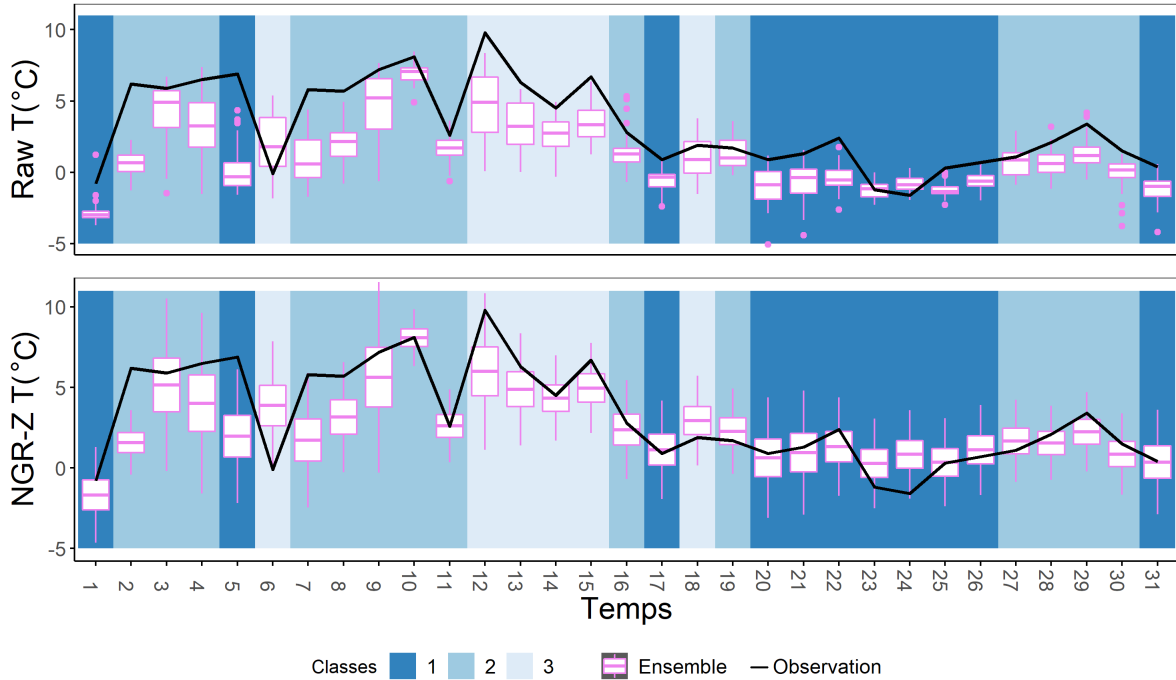 Raw T(°C)
10
5
0
-5
NGR-Z T(°C)
10
5
0
-5
1 2 3 4 5 6 7 8 9 10 11 12 13 14 15 16 17 18 19 20 21 22 23 24 25 26 27 28 29 30 31
Temps
Classes 1 2 3 Ensemble Observation